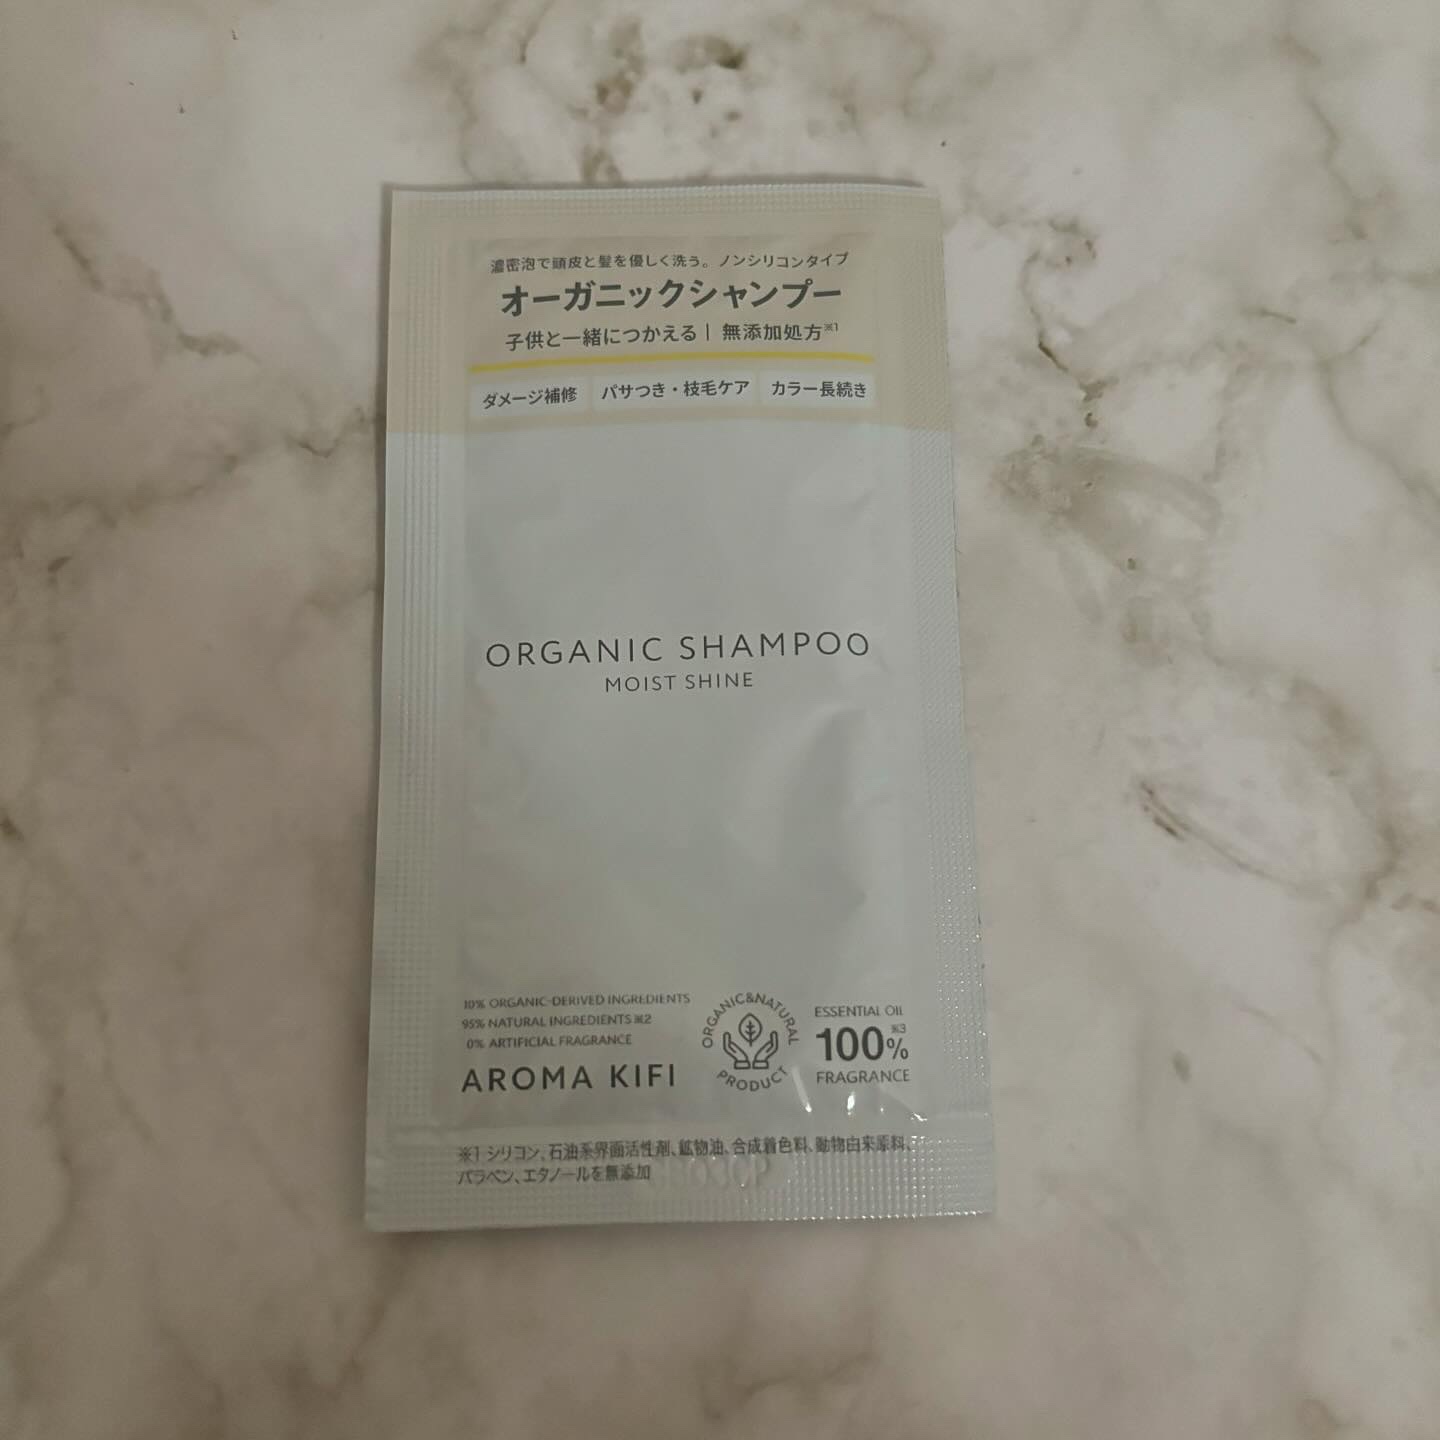 濃密泡で頭皮と髪を優しく洗う。ノンシリコンタイプ
オーガニックシャンプー
子供と一緒につかえる | 無添加処方※1
ダメージ補修 パサつき・枝毛ケア カラー長続き
ORGANIC SHAMPOO
MOIST SHINE
10% ORGANIC-DERIVED INGREDIENTS
95% NATURAL INGREDIENTS ※2
0% ARTIFICIAL FRAGRANCE
AROMA KIFI
ORGANIC&NATURAL
PRODUCT
ESSENTIAL OIL
100%※3
FRAGRANCE
※1 シリコン、石油系界面活性剤、鉱物油、合成着色料、動物由来原料、
パラベン、エタノールを無添加